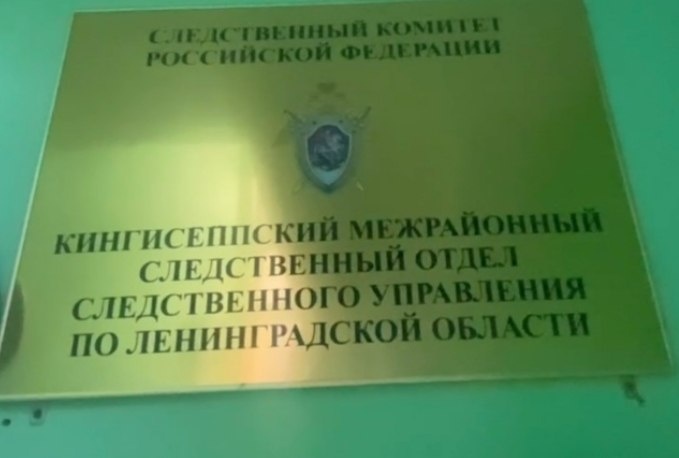 СЛЕДСТВЕННЫЙ КОМИТЕТ
РОССИЙСКОЙ ФЕДЕРАЦИИ
КИНГИСЕППСКИЙ МЕЖРАЙОННЫЙ
СЛЕДСТВЕННЫЙ ОТДЕЛ
СЛЕДСТВЕННОГО УПРАВЛЕНИЯ
ПО ЛЕНИНГРАДСКОЙ ОБЛАСТИ